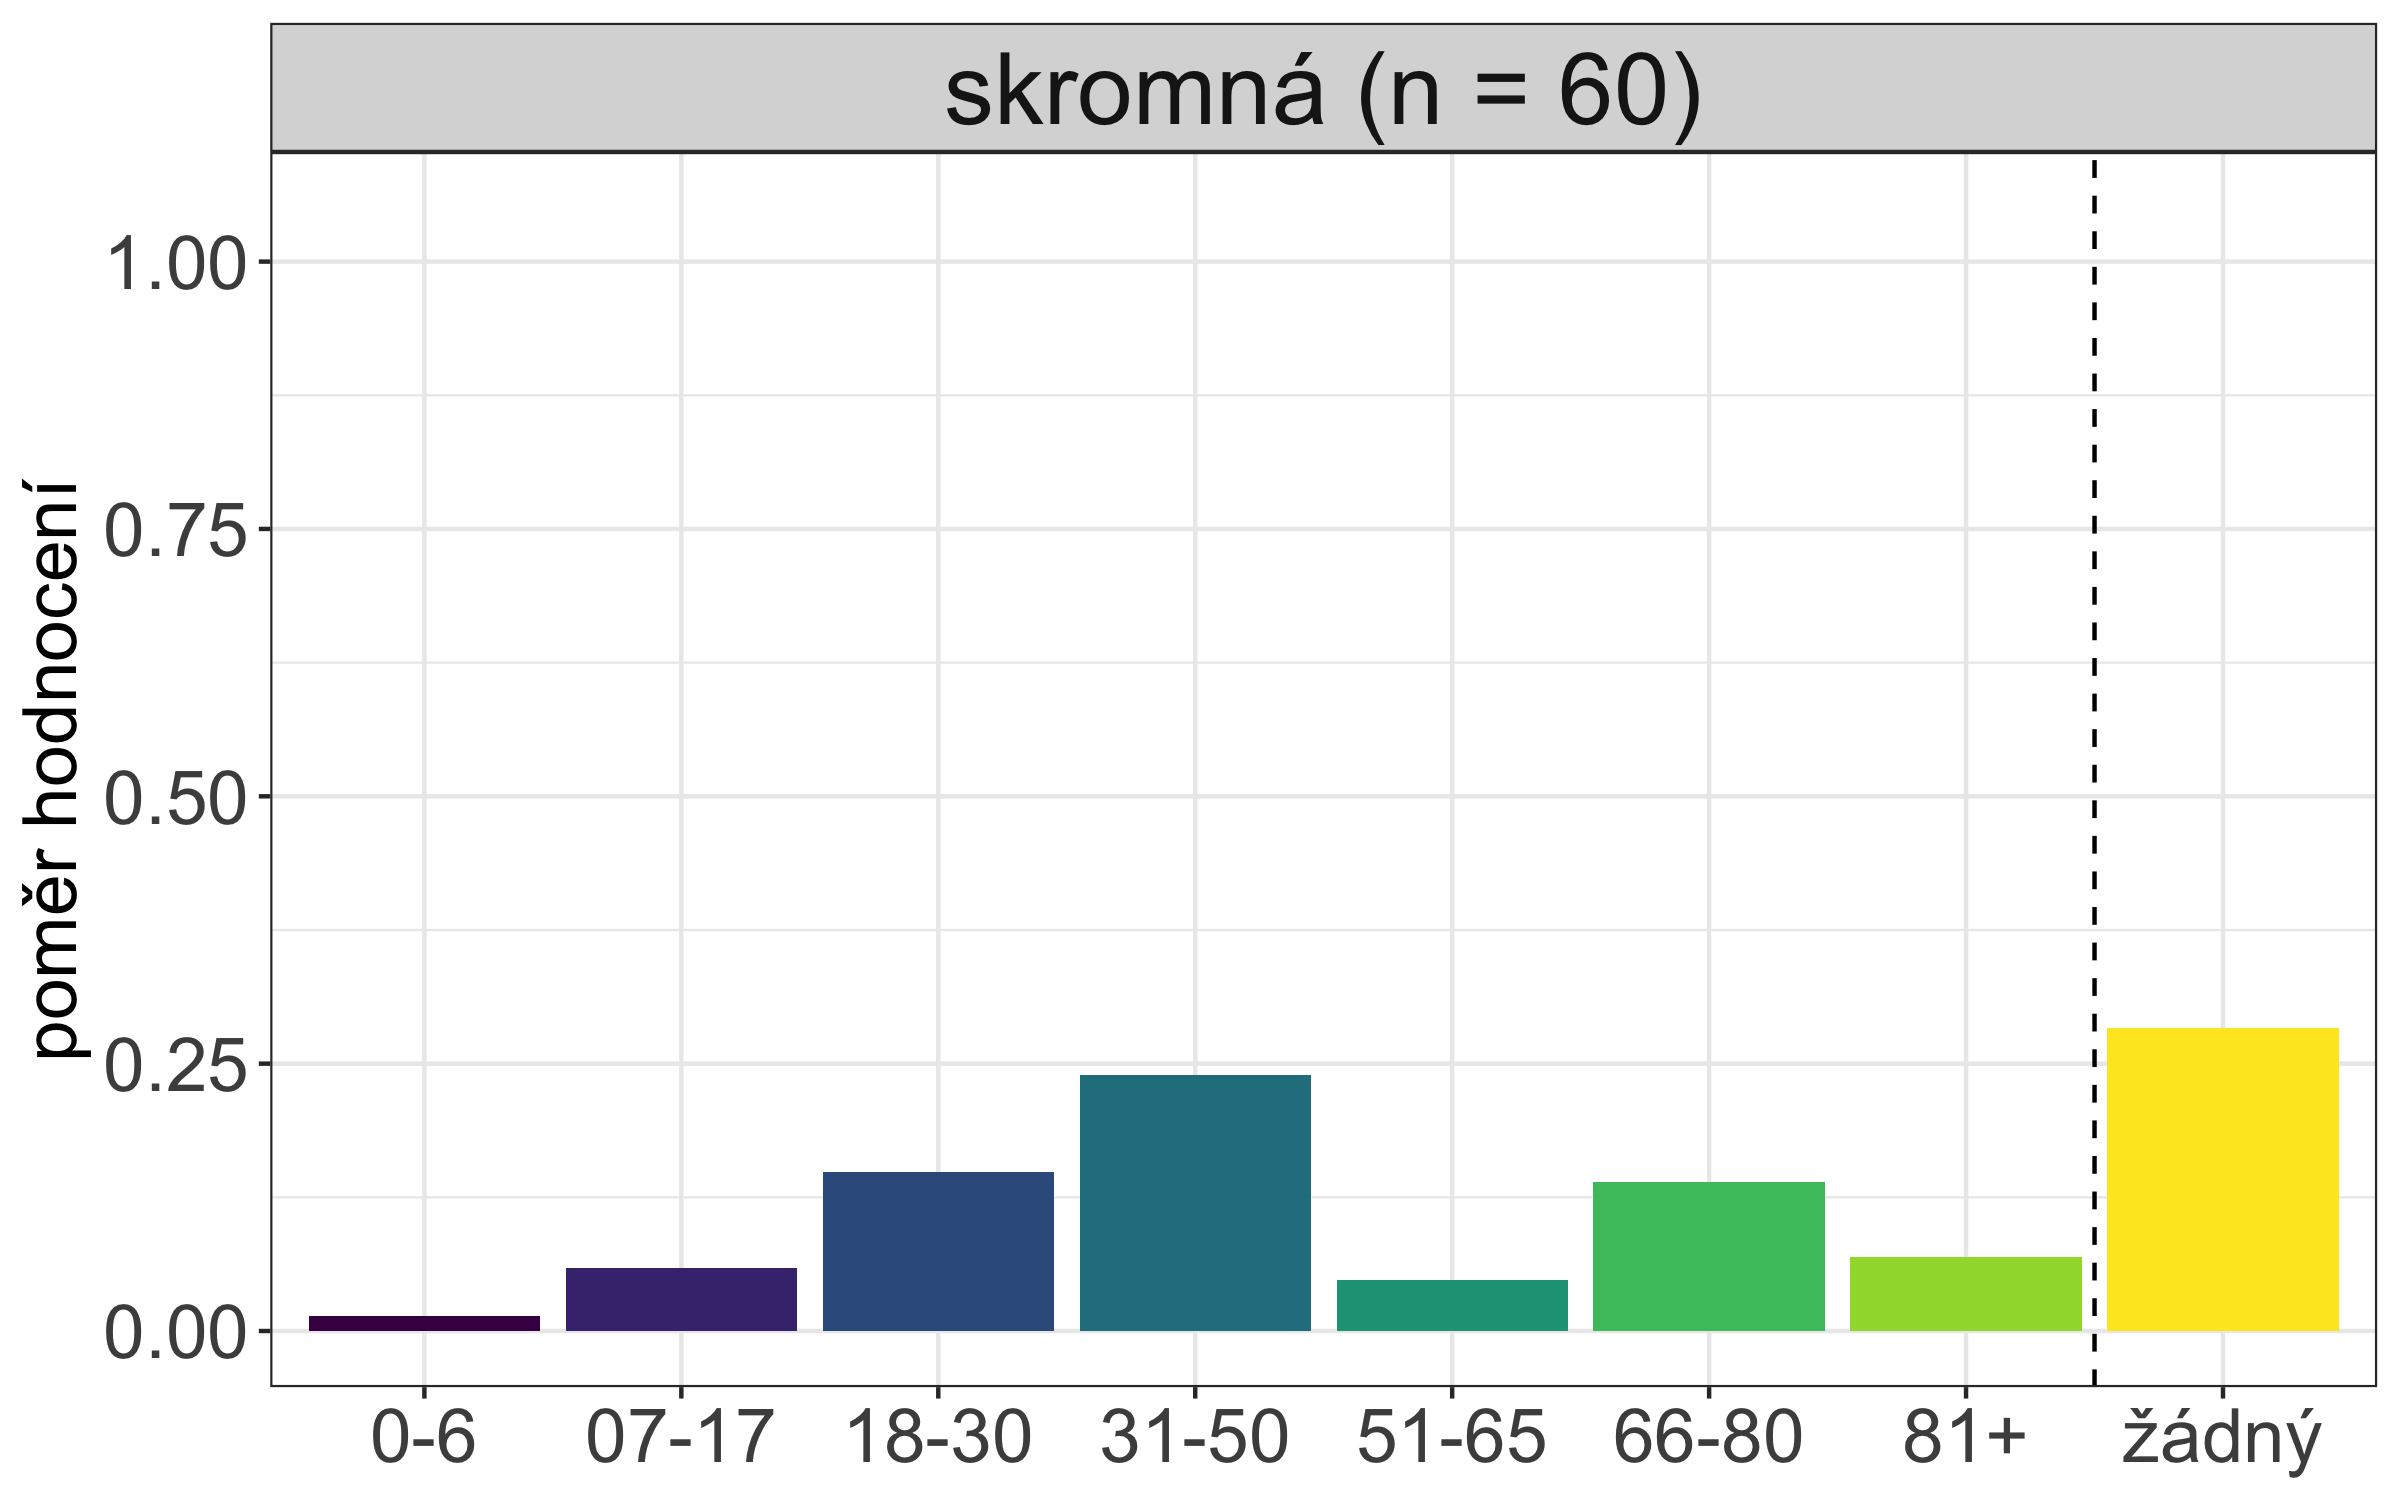 skromná (n = 60)
poměr hodnocení
1.00
0.75
0.50
0.25
0.00
0-6 07-17 18-30 31-50 51-65 66-80 81+ žádný